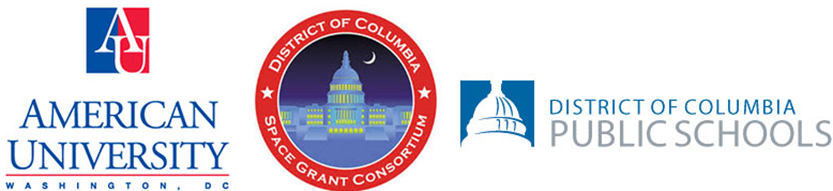 AU
AMERICAN
UNIVERSITY
WASHINGTON, DC
DISTRICT OF COLUMBIA
SPACE GRANT CONSORTIUM
DISTRICT OF COLUMBIA
PUBLIC SCHOOLS